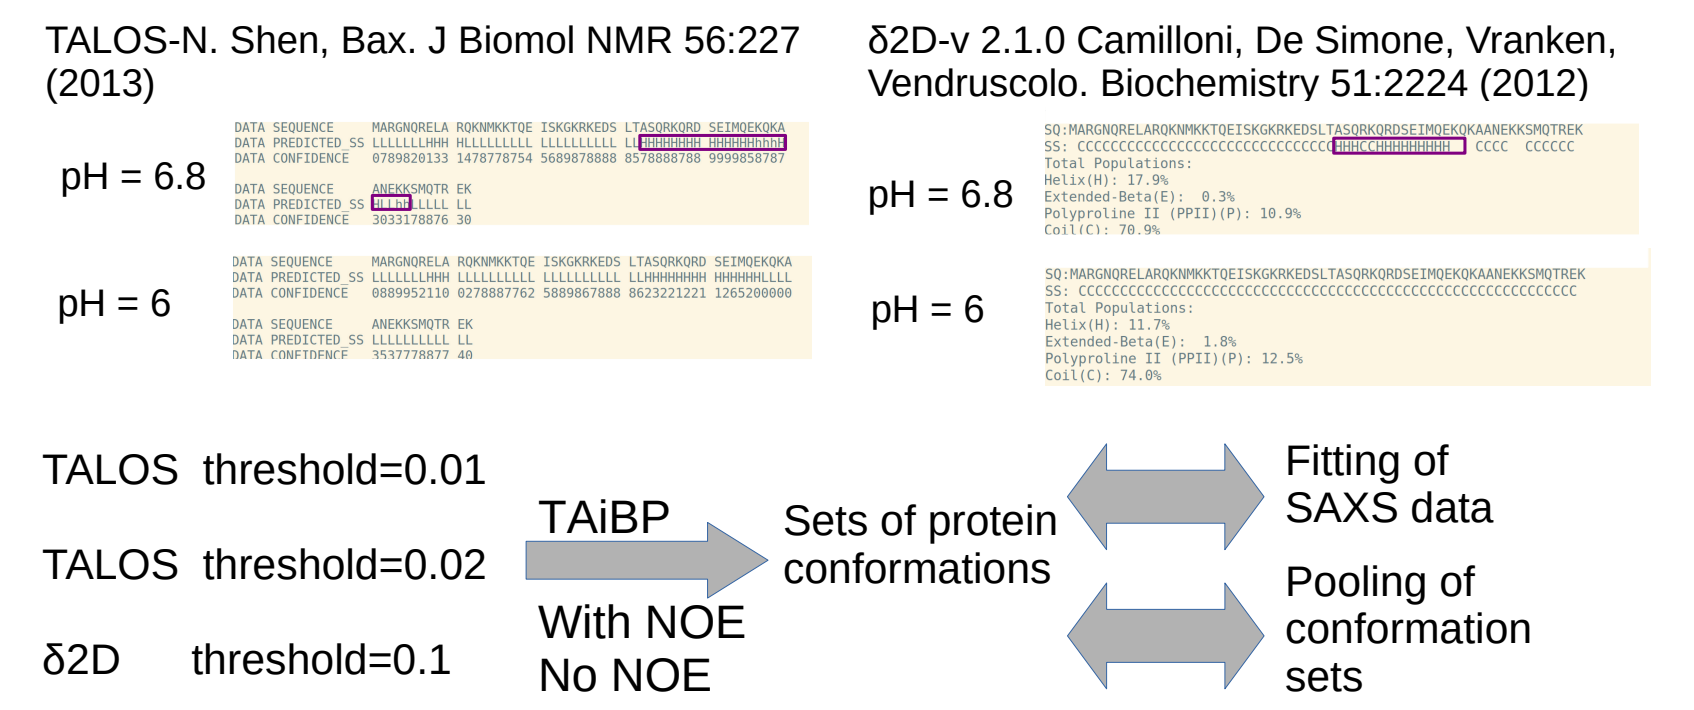 TALOS-N. Shen, Bax. J Biomol NMR 56:227
(2013)
DATA SEQUENCE MARGNQRELA RQKNMKKTQE ISKGKRKEDS LTASQRKQRD SEIMQEKQKA
DATA PREDICTED_SS LLLLLLLHHH HLLLLLLLLL LLLLLLLLLL LLHHHHHHHH HHHHHHhhhH
DATA CONFIDENCE 0789820133 1478778754 5689878888 8578888788 9999858787
pH = 6.8
DATA SEQUENCE ANEKKSMQTR EK
DATA PREDICTED_SS HLLhhLLLLL LL
DATA CONFIDENCE 3033178876 30
DATA SEQUENCE MARGNQRELA RQKNMKKTQE ISKGKRKEDS LTASQRKQRD SEIMQEKQKA
DATA PREDICTED_SS LLLLLLLHHH LLLLLLLLLL LLLLLLLLLL LLHHHHHHHH HHHHHHLLLL
DATA CONFIDENCE 0889952110 0278887762 5889867888 8623221221 1265200000
pH = 6
DATA SEQUENCE ANEKKSMQTR EK
DATA PREDICTED_SS LLLLLLLLLL LL
DATA CONFIDENCE 3537778877 40
δ2D-v 2.1.0 Camilloni, De Simone, Vranken,
Vendruscolo. Biochemistry 51:2224 (2012)
SQ:MARGNQRELARQKNMKKTQEISKGKRKEDSLTASQRKQRDSEIMQEKQKAANEKKSMQTREK
SS: CCCCCCCCCCCCCCCCCCCCCCCCCCCCCCCHHHCCHHHHHHHHH CCCC CCCCCC
Total Populations:
Helix(H): 17.9%
Extended-Beta(E): 0.3%
Polyproline II (PPII)(P): 10.9%
Coil(C): 70.9%
pH = 6.8
SQ:MARGNQRELARQKNMKKTQEISKGKRKEDSLTASQRKQRDSEIMQEKQKAANEKKSMQTREK
SS: CCCCCCCCCCCCCCCCCCCCCCCCCCCCCCCCCCCCCCCCCCCCCCCCCCCCCCCCCCCC
Total Populations:
Helix(H): 11.7%
Extended-Beta(E): 1.8%
Polyproline II (PPII)(P): 12.5%
Coil(C): 74.0%
pH = 6
TALOS threshold=0.01
TALOS threshold=0.02
δ2D threshold=0.1
TAiBP
With NOE
No NOE
Sets of protein
conformations
Fitting of
SAXS data
Pooling of
conformation
sets